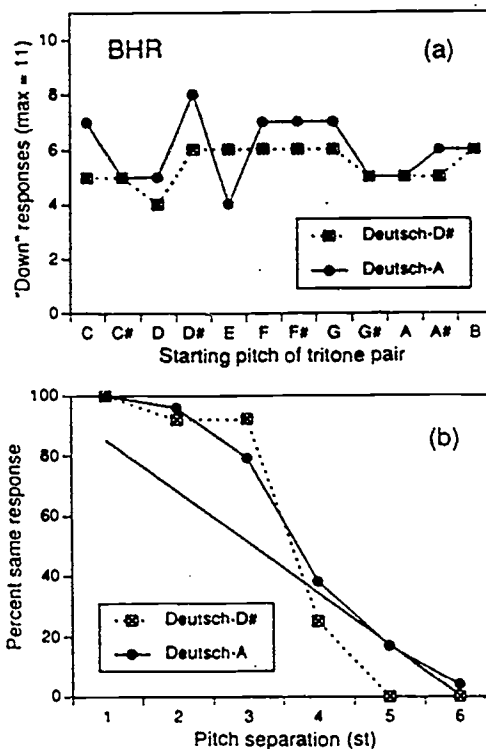 BHR
(a)
"Down" responses (max = 11)
10
8
6
4
2
0
Deutsch-D#
Deutsch-A
C C# D D# E F F# G G# A A# B
Starting pitch of tritone pair
(b)
Percent same response
100
80
60
40
20
0
Deutsch-D#
Deutsch-A
1 2 3 4 5 6
Pitch separation (st)